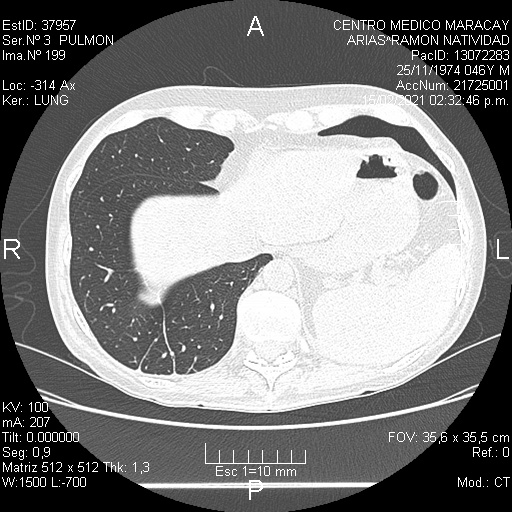 EstID: 37957
Ser.Nº 3 PULMON
Ima.Nº 199
Loc: -314 Ax
Ker.: LUNG
A
CENTRO MEDICO MARACAY
ARIAS^RAMON NATIVIDAD
PacID: 13072283
25/11/1974 046Y M
AccNum: 21725001
15/02/2021 02:32:46 p.m.
R
L
KV: 100
mA: 207
Tilt: 0.000000
Seg: 0,9
Matriz 512 x 512 Thk: 1,3
W:1500 L:-700
Esc 1=10 mm
P
FOV: 35,6 x 35,5 cm
Ref.: 0
Mod.: CT